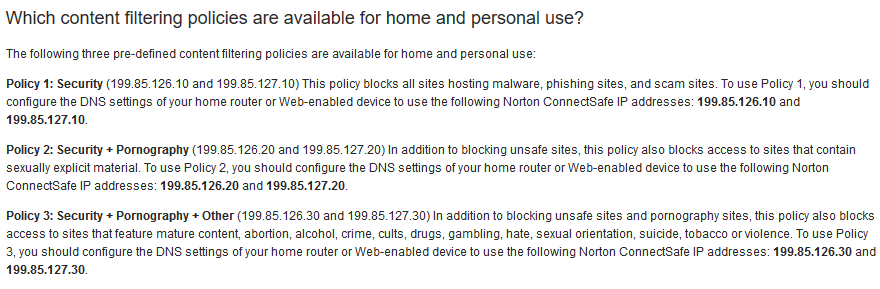 Which content filtering policies are available for home and personal use?
The following three pre-defined content filtering policies are available for home and personal use:
Policy 1: Security (199.85.126.10 and 199.85.127.10) This policy blocks all sites hosting malware, phishing sites, and scam sites. To use Policy 1, you should
configure the DNS settings of your home router or Web-enabled device to use the following Norton ConnectSafe IP addresses: 199.85.126.10 and
199.85.127.10.
Policy 2: Security + Pornography (199.85.126.20 and 199.85.127.20) In addition to blocking unsafe sites, this policy also blocks access to sites that contain
sexually explicit material. To use Policy 2, you should configure the DNS settings of your home router or Web-enabled device to use the following Norton
ConnectSafe IP addresses: 199.85.126.20 and 199.85.127.20.
Policy 3: Security + Pornography + Other (199.85.126.30 and 199.85.127.30) In addition to blocking unsafe sites and pornography sites, this policy also blocks
access to sites that feature mature content, abortion, alcohol, crime, cults, drugs, gambling, hate, sexual orientation, suicide, tobacco or violence. To use Policy
3, you should configure the DNS settings of your home router or Web-enabled device to use the following Norton ConnectSafe IP addresses: 199.85.126.30 and
199.85.127.30.